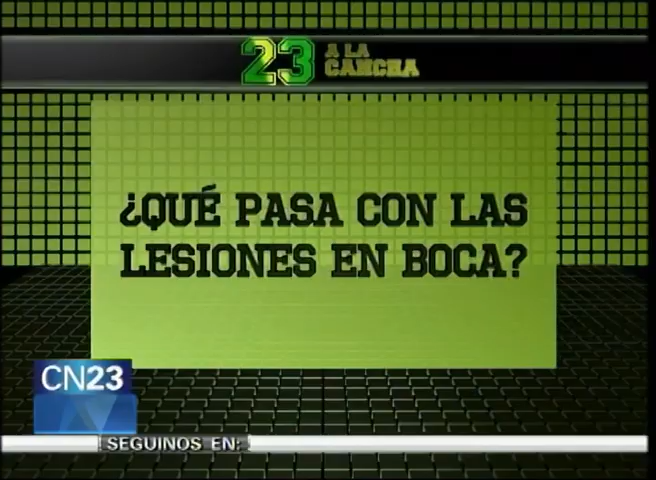 23 A LA
CANCHA
¿QUÉ PASA CON LAS
LESIONES EN BOCA?
CN23
SEGUINOS EN: